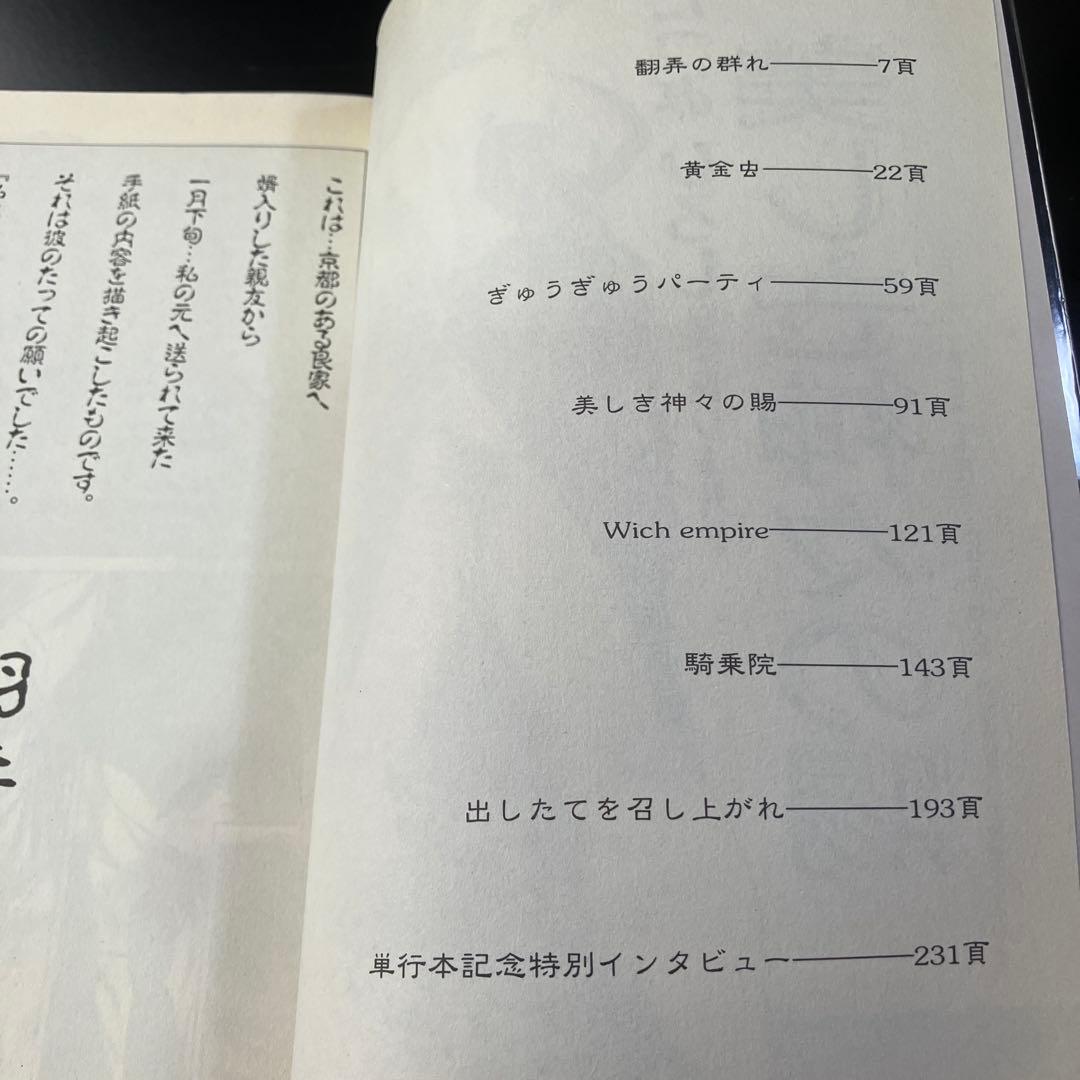 翻弄の群れ————7頁
黄金虫————22頁
ぎゅうぎゅうパーティ————59頁
美しき神々の賜————91頁
Wich empire————121頁
騎乗院————143頁
出したてを召し上がれ————193頁
単行本記念特別インタビュー————231頁
これは…京都のある良家へ
婿入りした親友から
一月下旬…私の元へ送られて来た
手紙の内容を描き起こしたものです。
それは彼のたっての願いでした……。